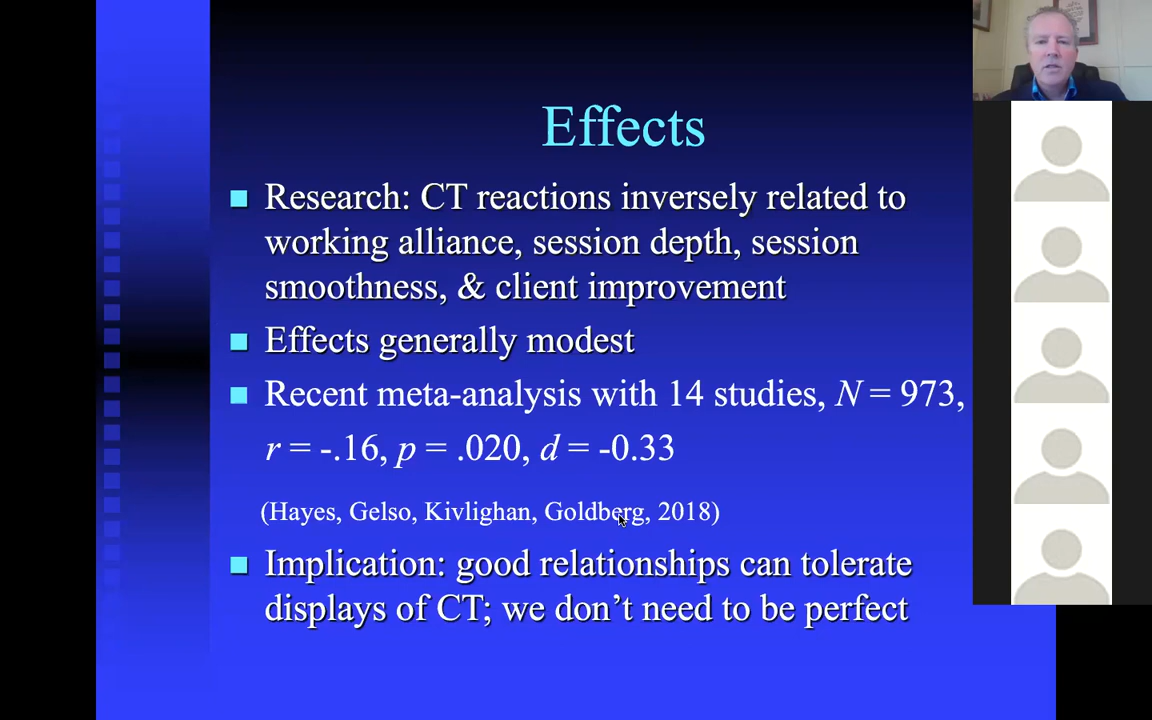 Effects
Research: CT reactions inversely related to
working alliance, session depth, session
smoothness, & client improvement
Effects generally modest
Recent meta-analysis with 14 studies, N = 973,
r = -.16, p = .020, d = -0.33
(Hayes, Gelso, Kivlighan, Goldberg, 2018)
Implication: good relationships can tolerate
displays of CT; we don’t need to be perfect